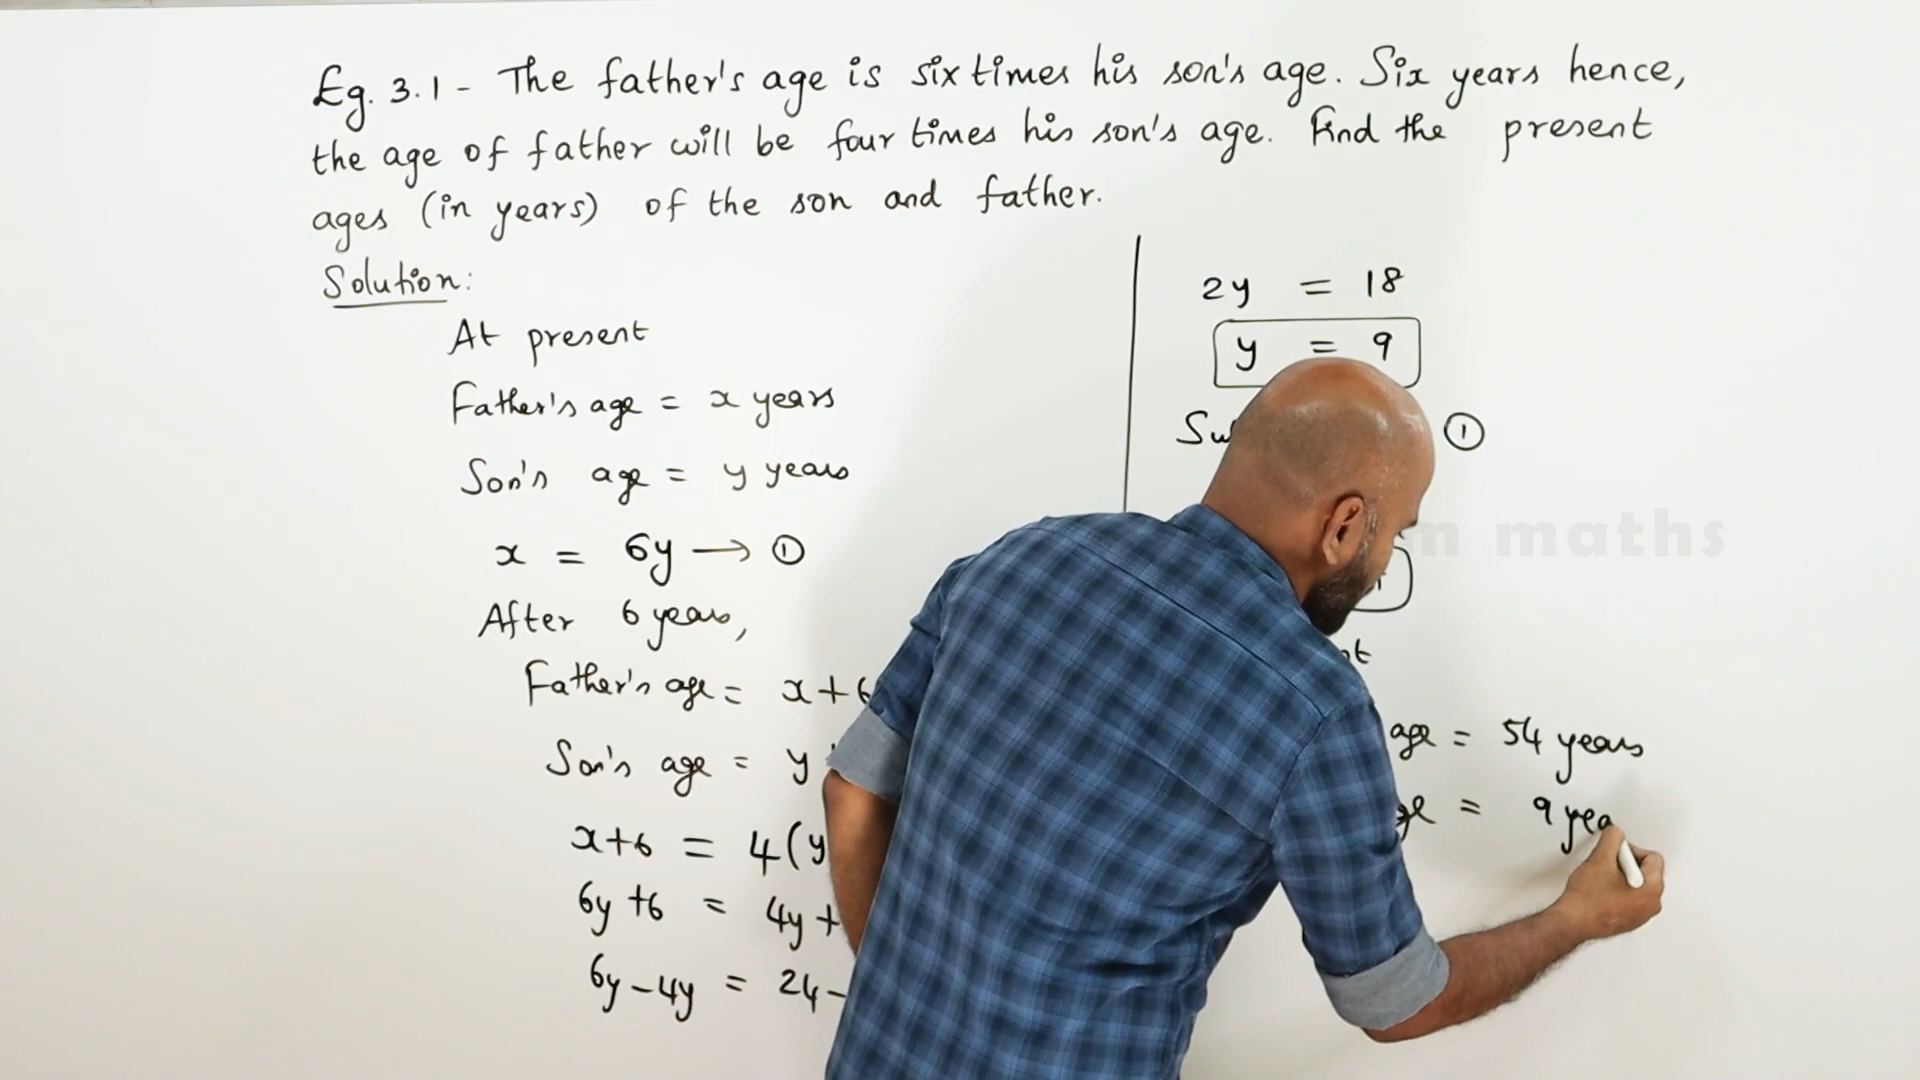 Eg. 3.1 - The father's age is six times his son's age. Six years hence,
the age of father will be four times his son's age. Find the present
ages (in years) of the son and father.
Solution:
At present
Father's age = x years
Son's age = y years
x = 6y → ①
After 6 years,
Father's age = x+6
Son's age = y
x+6 = 4(y
6y+6 = 4y+
6y-4y = 24-
2y = 18
y = 9
①
maths
age = 54 years
= 9 yea